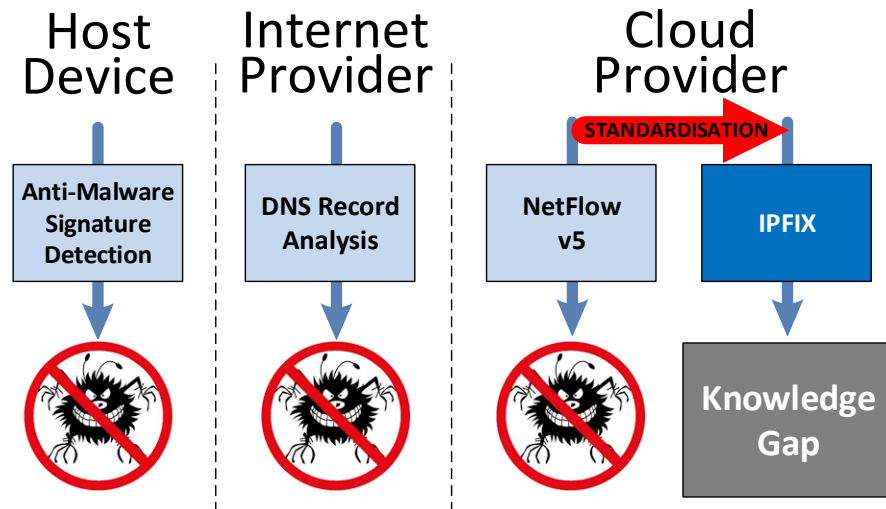 Host
Device
Internet
Provider
Cloud
Provider
STANDARDISATION
Anti-Malware
Signature
Detection
DNS Record
Analysis
NetFlow
v5
IPFIX
Knowledge
Gap